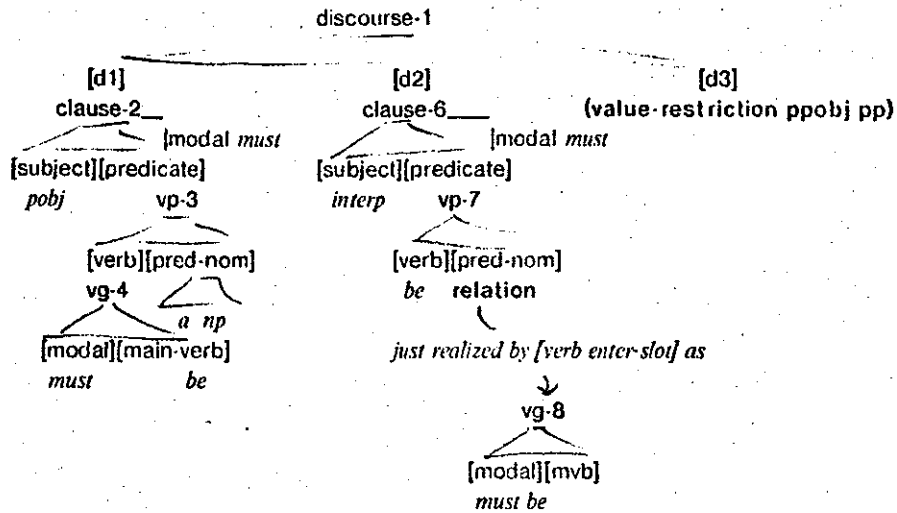 discourse-1
[d1] [d2] [d3]
clause-2 clause-6 (value-restriction ppobj pp)
|modal must |modal must
[subject][predicate] [subject][predicate]
pobj vp-3 interp vp-7
[verb][pred-nom] [verb][pred-nom]
vg-4 be relation
a np
[modal][main-verb] just realized by [verb enter-slot] as
must be
vg-8
[modal][mvb]
must be